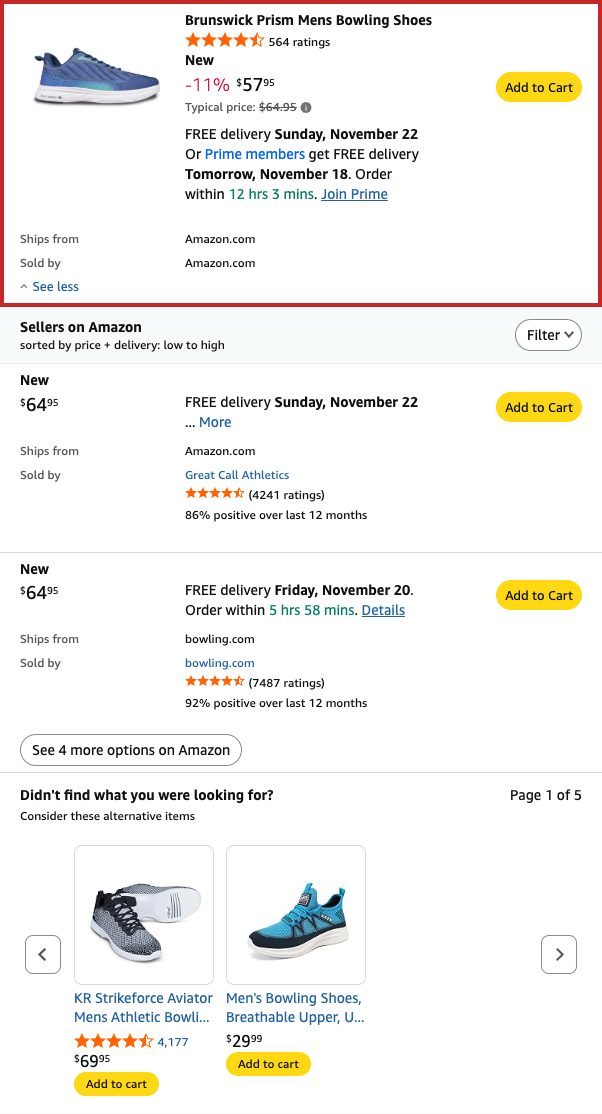 Brunswick Prism Mens Bowling Shoes
564 ratings
New
-11% $57.95
Typical price: $64.95
Add to Cart
FREE delivery Sunday, November 22
Or Prime members get FREE delivery
Tomorrow, November 18. Order
within 12 hrs 3 mins. Join Prime
Ships from Amazon.com
Sold by Amazon.com
See less
Sellers on Amazon
sorted by price + delivery: low to high
Filter
New
$64.95
FREE delivery Sunday, November 22
... More
Add to Cart
Ships from Amazon.com
Sold by Great Call Athletics
(4241 ratings)
86% positive over last 12 months
New
$64.95
FREE delivery Friday, November 20.
Order within 5 hrs 58 mins. Details
Add to Cart
Ships from bowling.com
Sold by bowling.com
(7487 ratings)
92% positive over last 12 months
See 4 more options on Amazon
Didn't find what you were looking for? Page 1 of 5
Consider these alternative items
KR Strikeforce Aviator
Mens Athletic Bowli...
4,177
$69.95
Add to cart
Men's Bowling Shoes,
Breathable Upper, U...
$29.99
Add to cart